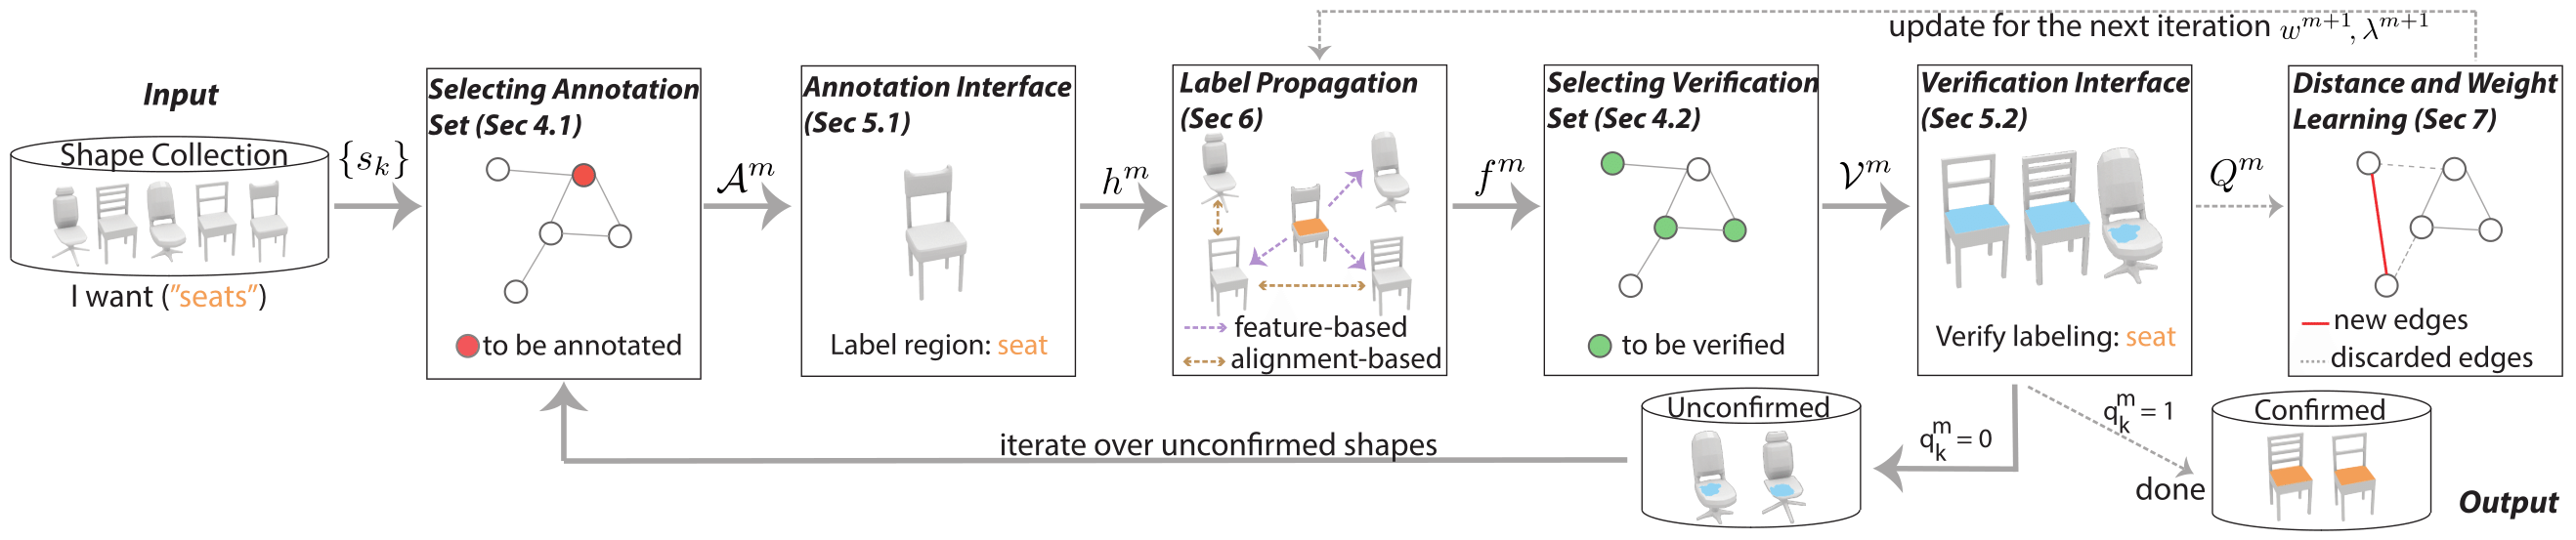 update for the next iteration w^{m+1}, λ^{m+1}
Input
Shape Collection
I want ("seats")
{s_k}
Selecting Annotation
Set (Sec 4.1)
to be annotated
𝒜^m
Annotation Interface
(Sec 5.1)
Label region: seat
h^m
Label Propagation
(Sec 6)
feature-based
alignment-based
f^m
Selecting Verification
Set (Sec 4.2)
to be verified
𝒱^m
Verification Interface
(Sec 5.2)
Verify labeling: seat
Q^m
Distance and Weight
Learning (Sec 7)
new edges
discarded edges
iterate over unconfirmed shapes
Unconfirmed
q_k^m = 0
q_k^m = 1
done
Confirmed
Output